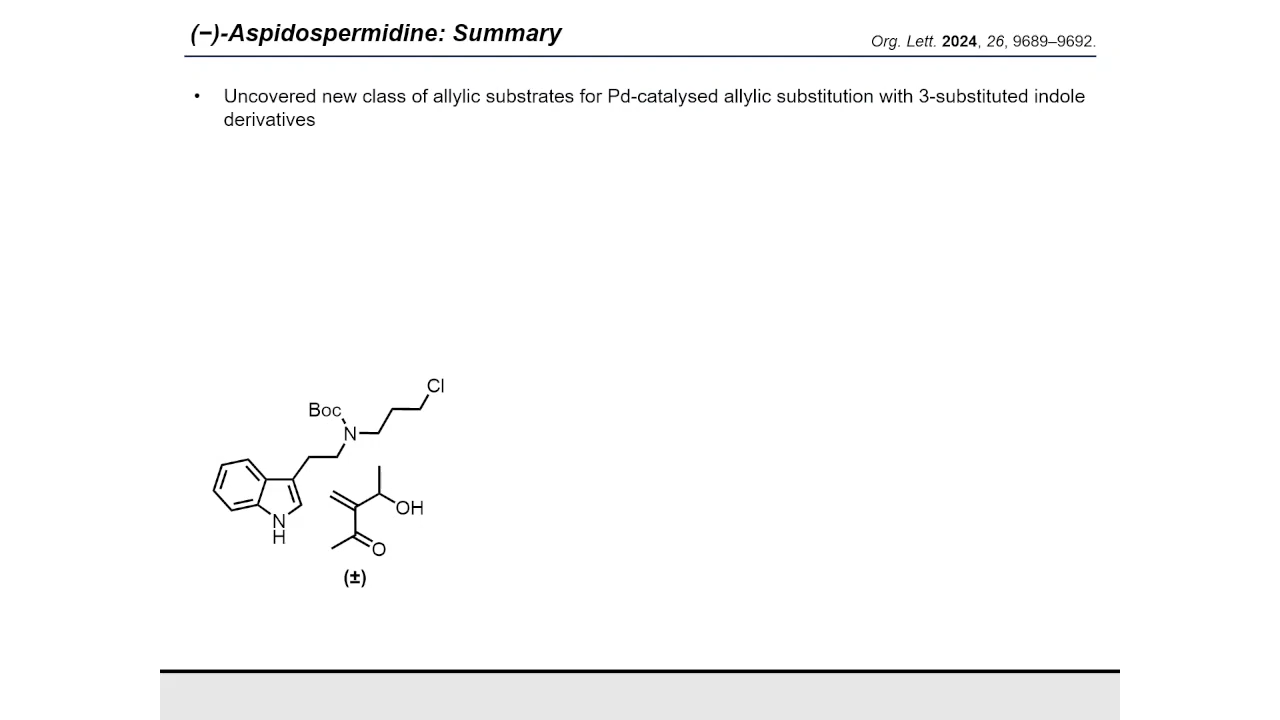 (−)-Aspidospermidine: Summary
Org. Lett. 2024, 26, 9689–9692.
• Uncovered new class of allylic substrates for Pd-catalysed allylic substitution with 3-substituted indole
derivatives
Cl
Boc
N
OH
N
H
O
(±)